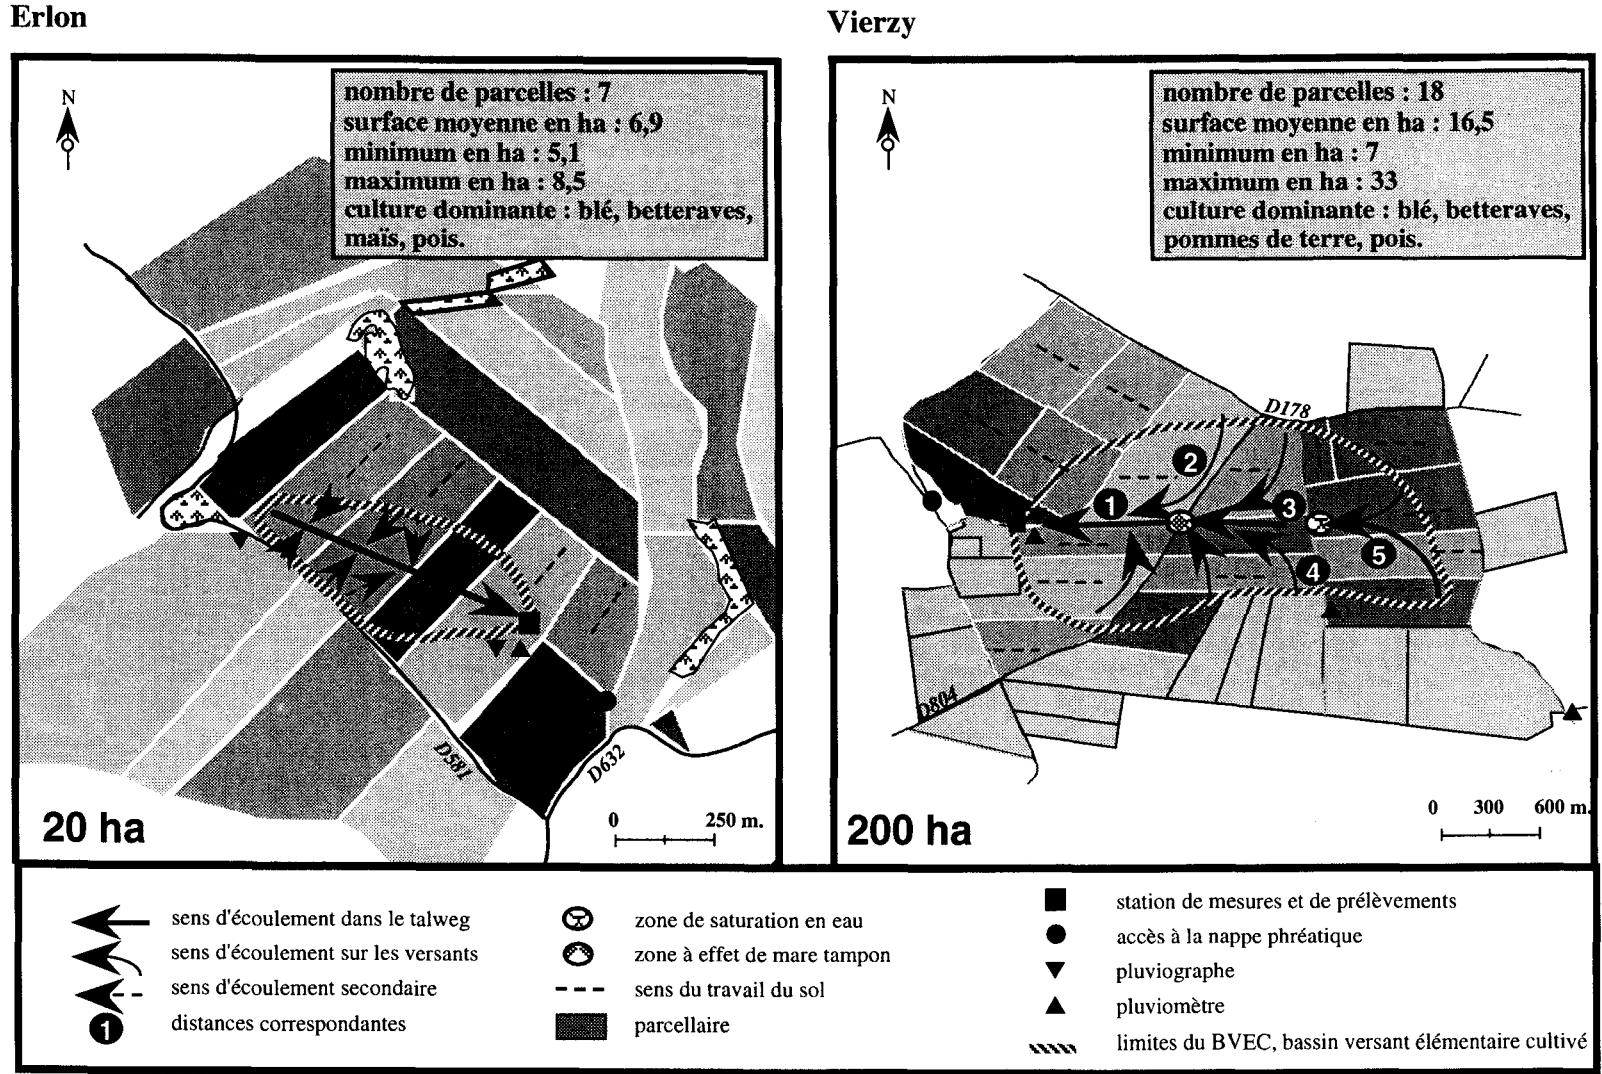 Erlon
Vierzy
N
nombre de parcelles : 7
surface moyenne en ha : 6,9
minimum en ha : 5,1
maximum en ha : 8,5
culture dominante : blé, betteraves,
maïs, pois.
D581
D632
20 ha
0 250 m.
N
nombre de parcelles : 18
surface moyenne en ha : 16,5
minimum en ha : 7
maximum en ha : 33
culture dominante : blé, betteraves,
pommes de terre, pois.
D178
2
1
3
5
4
D804
200 ha
0 300 600 m.
sens d'écoulement dans le talweg
sens d'écoulement sur les versants
sens d'écoulement secondaire
1 distances correspondantes
zone de saturation en eau
zone à effet de mare tampon
sens du travail du sol
parcellaire
station de mesures et de prélèvements
accès à la nappe phréatique
pluviographe
pluviomètre
limites du BVEC, bassin versant élémentaire cultivé